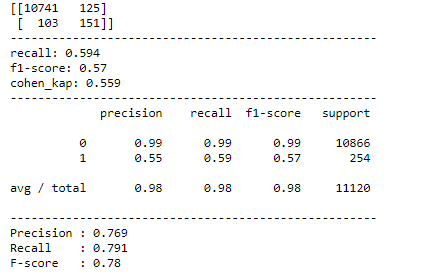 [[10741   125]
 [  103   151]]
-----------------------------------------------------
recall: 0.594
f1-score: 0.57
cohen_kap: 0.559
-----------------------------------------------------
             precision    recall  f1-score   support

          0       0.99      0.99      0.99     10866
          1       0.55      0.59      0.57       254

avg / total       0.98      0.98      0.98     11120

-----------------------------------------------------
Precision : 0.769
Recall    : 0.791
F-score   : 0.78